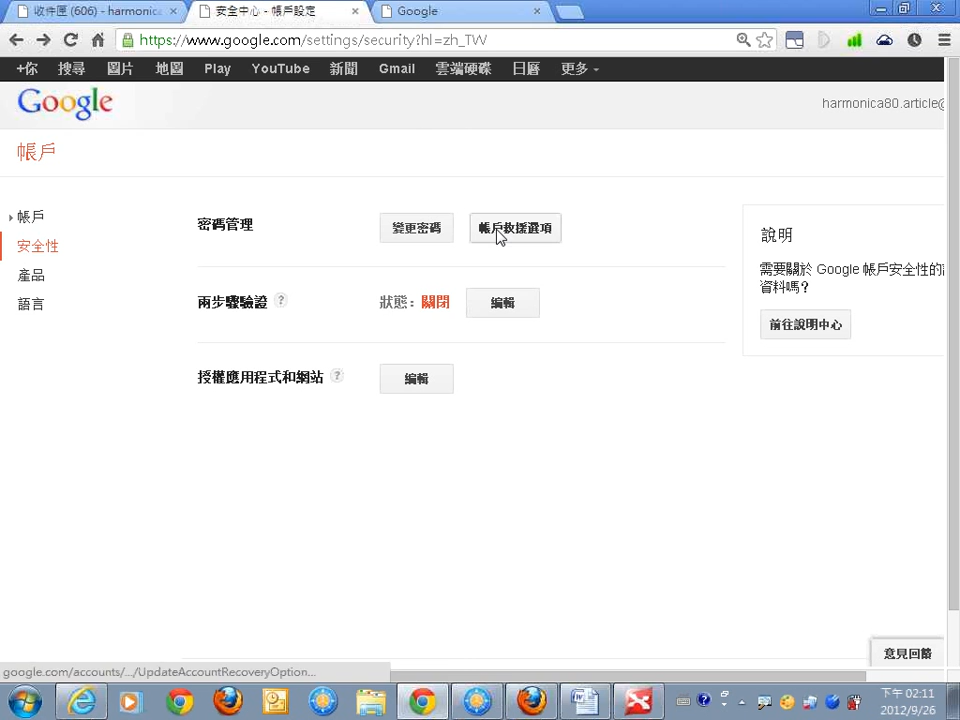 收件匣 (606) - harmonica
安全中心 - 帳戶設定
Google
https://www.google.com/settings/security?hl=zh_TW
+你 搜尋 圖片 地圖 Play YouTube 新聞 Gmail 雲端硬碟 日曆 更多
Google
harmonica80.article@
帳戶
帳戶
安全性
產品
語言
密碼管理
變更密碼
帳戶救援選項
兩步驟驗證 ?
狀態：關閉
編輯
授權應用程式和網站 ?
編輯
說明
需要關於 Google 帳戶安全性的
資料嗎？
前往說明中心
意見回饋
google.com/accounts/.../UpdateAccountRecoveryOption...
下午 02:11
2012/9/26